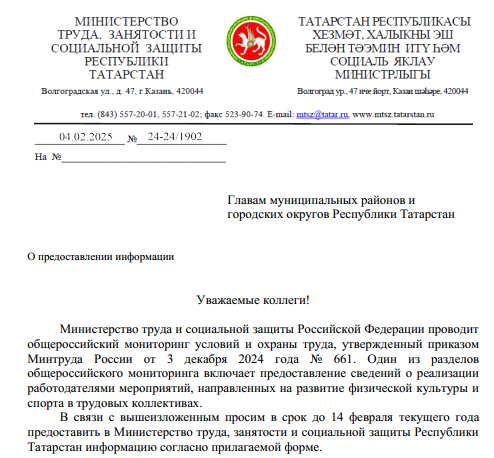 МИНИСТЕРСТВО
ТРУДА, ЗАНЯТОСТИ И
СОЦИАЛЬНОЙ ЗАЩИТЫ
РЕСПУБЛИКИ
ТАТАРСТАН
Волгоградская ул., д. 47, г.Казань, 420044
ТАТАРСТАН РЕСПУБЛИКАСЫ
ХЕЗМӘТ, ХАЛЫКНЫ ЭШ
БЕЛӘН ТӘЭМИН ИТҮ ҺӘМ
СОЦИАЛЬ ЯКЛАУ
МИНИСТРЛЫГЫ
Волгоград ур., 47 нче йорт, Казан шәһәре, 420044
тел. (843) 557-20-01, 557-21-02; факс 523-90-74. E-mail: mtsz@tatar.ru, www.mtsz.tatarstan.ru
04.02.2025 № 24-24/1902
На №
Главам муниципальных районов и
городских округов Республики Татарстан
О предоставлении информации
Уважаемые коллеги!
Министерство труда и социальной защиты Российской Федерации проводит
общероссийский мониторинг условий и охраны труда, утвержденный приказом
Минтруда России от 3 декабря 2024 года № 661. Один из разделов
общероссийского мониторинга включает предоставление сведений о реализации
работодателями мероприятий, направленных на развитие физической культуры и
спорта в трудовых коллективах.
В связи с вышеизложенным просим в срок до 14 февраля текущего года
предоставить в Министерство труда, занятости и социальной защиты Республики
Татарстан информацию согласно прилагаемой форме.